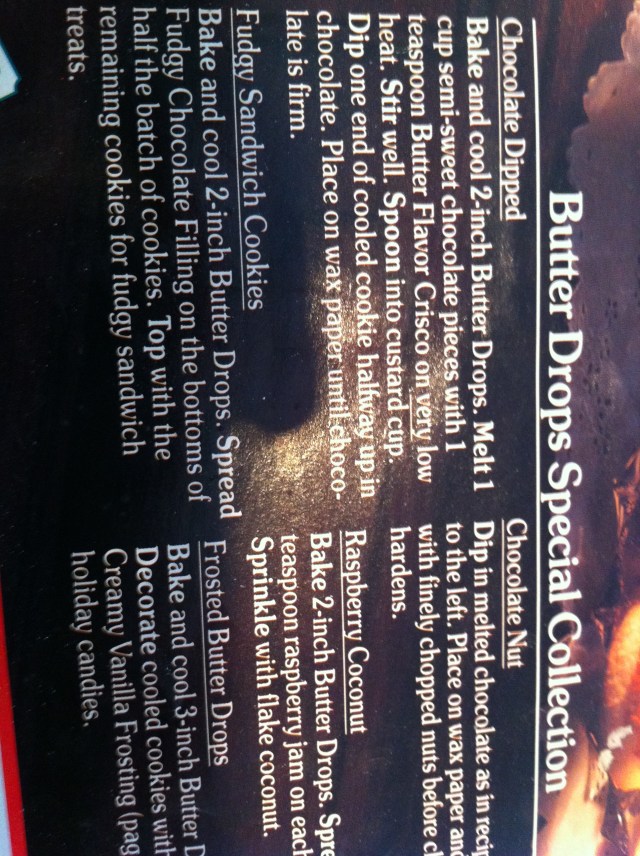 Butter Drops Special Collection
Chocolate Dipped
Bake and cool 2-inch Butter Drops. Melt 1
cup semi-sweet chocolate pieces with 1
teaspoon Butter Flavor Crisco on very low
heat. Stir well. Spoon into custard cup.
Dip one end of cooled cookie halfway up in
chocolate. Place on wax paper until choco-
late is firm.
Fudgy Sandwich Cookies
Bake and cool 2-inch Butter Drops. Spread
Fudgy Chocolate Filling on the bottoms of
half the batch of cookies. Top with the
remaining cookies for fudgy sandwich
treats.
Chocolate Nut
Dip in melted chocolate as in recip
to the left. Place on wax paper and
with finely chopped nuts before c
hardens.
Raspberry Coconut
Bake 2-inch Butter Drops. Spre
teaspoon raspberry jam on each
Sprinkle with flake coconut.
Frosted Butter Drops
Bake and cool 3-inch Butter D
Decorate cooled cookies with
Creamy Vanilla Frosting (pag
holiday candies.